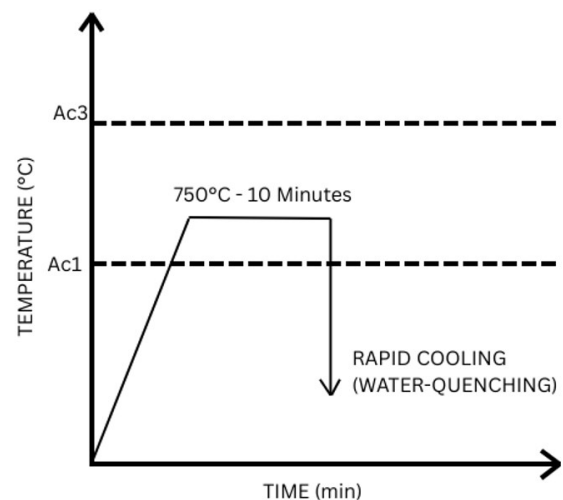 Ac3
750°C - 10 Minutes
Ac1
TEMPERATURE (°C)
RAPID COOLING
(WATER-QUENCHING)
TIME (min)